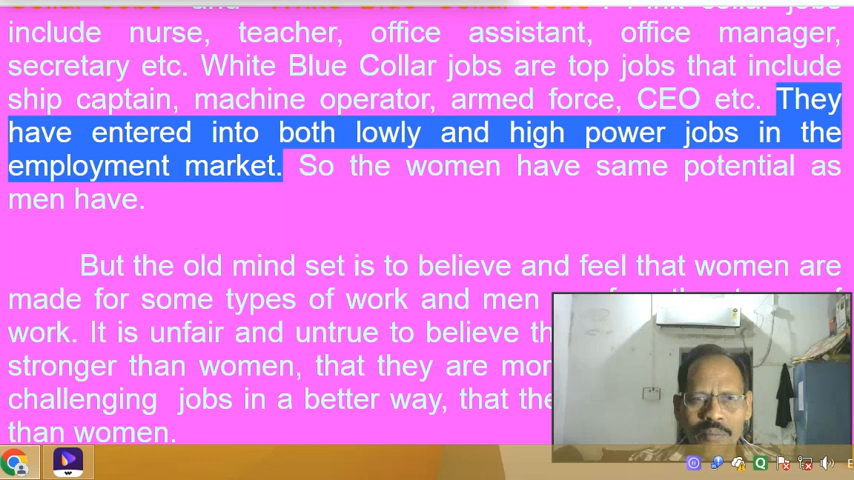 include nurse, teacher, office assistant, office manager,
secretary etc. White Blue Collar jobs are top jobs that include
ship captain, machine operator, armed force, CEO etc. They
have entered into both lowly and high power jobs in the
employment market. So the women have same potential as
men have.
But the old mind set is to believe and feel that women are
made for some types of work and men
work. It is unfair and untrue to believe
stronger than women, that they are
challenging jobs in a better way, that
than women.